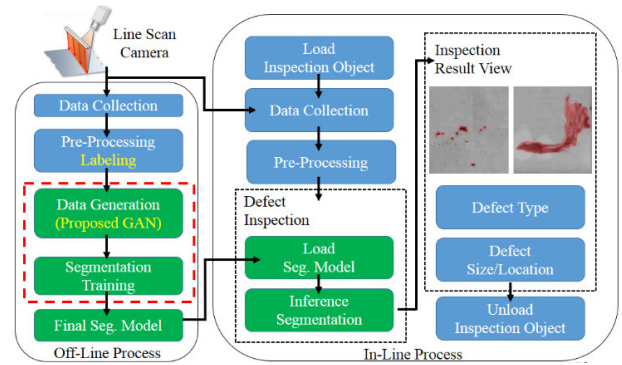 Line Scan
Camera
Data Collection
Pre-Processing
Labeling
Data Generation
(Proposed GAN)
Segmentation
Training
Final Seg. Model
Off-Line Process
Load
Inspection Object
Data Collection
Pre-Processing
Defect
Inspection
Load
Seg. Model
Inference
Segmentation
In-Line Process
Inspection
Result View
Defect Type
Defect
Size/Location
Unload
Inspection Object